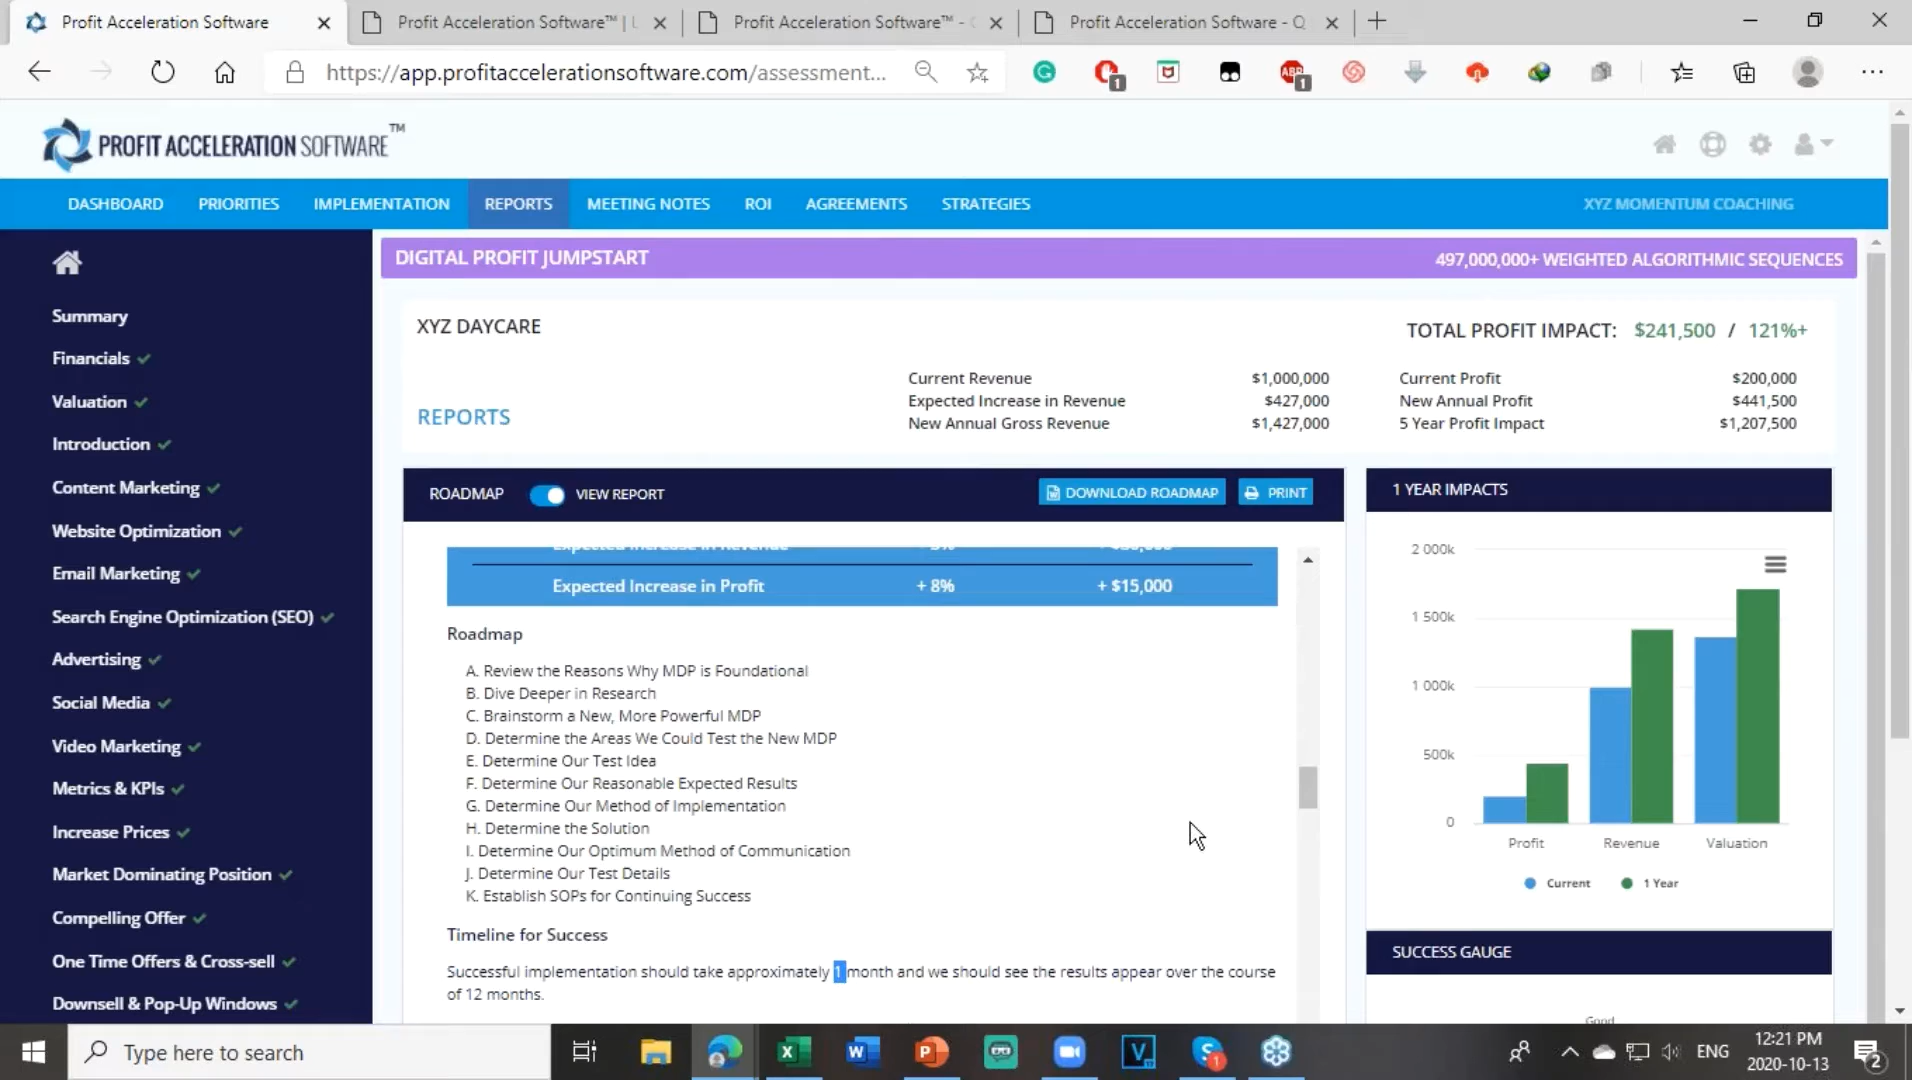 Profit Acceleration Software
Profit Acceleration Software™ |
Profit Acceleration Software™ -
Profit Acceleration Software - Q
https://app.profitaccelerationsoftware.com/assessment...
1
ABP
1
PROFIT ACCELERATION SOFTWARE™
DASHBOARD PRIORITIES IMPLEMENTATION REPORTS MEETING NOTES ROI AGREEMENTS STRATEGIES XYZ MOMENTUM COACHING
DIGITAL PROFIT JUMPSTART
497,000,000+ WEIGHTED ALGORITHMIC SEQUENCES
Summary
Financials
Valuation
Introduction
Content Marketing
Website Optimization
Email Marketing
Search Engine Optimization (SEO)
Advertising
Social Media
Video Marketing
Metrics & KPIs
Increase Prices
Market Dominating Position
Compelling Offer
One Time Offers & Cross-sell
Downsell & Pop-Up Windows
XYZ DAYCARE
REPORTS
TOTAL PROFIT IMPACT: $241,500 / 121%+
Current Revenue $1,000,000
Expected Increase in Revenue $427,000
New Annual Gross Revenue $1,427,000
Current Profit $200,000
New Annual Profit $441,500
5 Year Profit Impact $1,207,500
ROADMAP VIEW REPORT DOWNLOAD ROADMAP PRINT
Expected Increase in Revenue
Expected Increase in Profit + 8% + $15,000
Roadmap
A. Review the Reasons Why MDP is Foundational
B. Dive Deeper in Research
C. Brainstorm a New, More Powerful MDP
D. Determine the Areas We Could Test the New MDP
E. Determine Our Test Idea
F. Determine Our Reasonable Expected Results
G. Determine Our Method of Implementation
H. Determine the Solution
I. Determine Our Optimum Method of Communication
J. Determine Our Test Details
K. Establish SOPs for Continuing Success
Timeline for Success
Successful implementation should take approximately 1 month and we should see the results appear over the course
of 12 months.
1 YEAR IMPACTS
2 000k
1 500k
1 000k
500k
0
Profit Revenue Valuation
Current 1 Year
SUCCESS GAUGE
Good
Type here to search
ENG
12:21 PM
2020-10-13
2